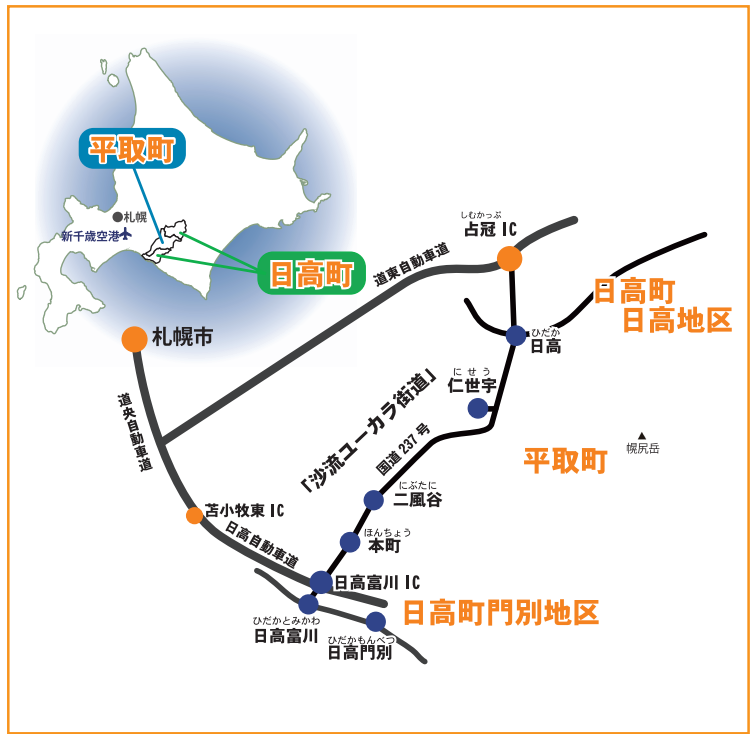 平取町
札幌
新千歳空港
日高町
しむかっぷ
占冠 IC
道東自動車道
日高町
日高地区
札幌市
ひだか
日高
にせう
仁世宇
道央自動車道
「沙流ユーカラ街道」
国道 237 号
平取町
幌尻岳
にぶたに
二風谷
苫小牧東 IC
日高自動車道
ほんちょう
本町
日高富川 IC
日高町門別地区
ひだかとみかわ
日高富川
ひだかもんべつ
日高門別